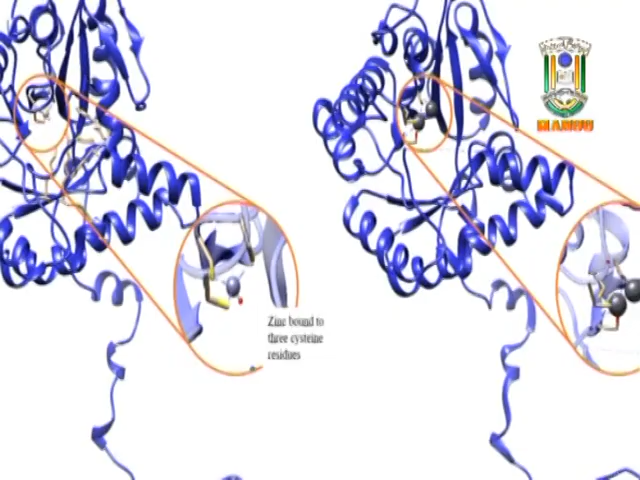 Zinc bound to
three cysteine
residues